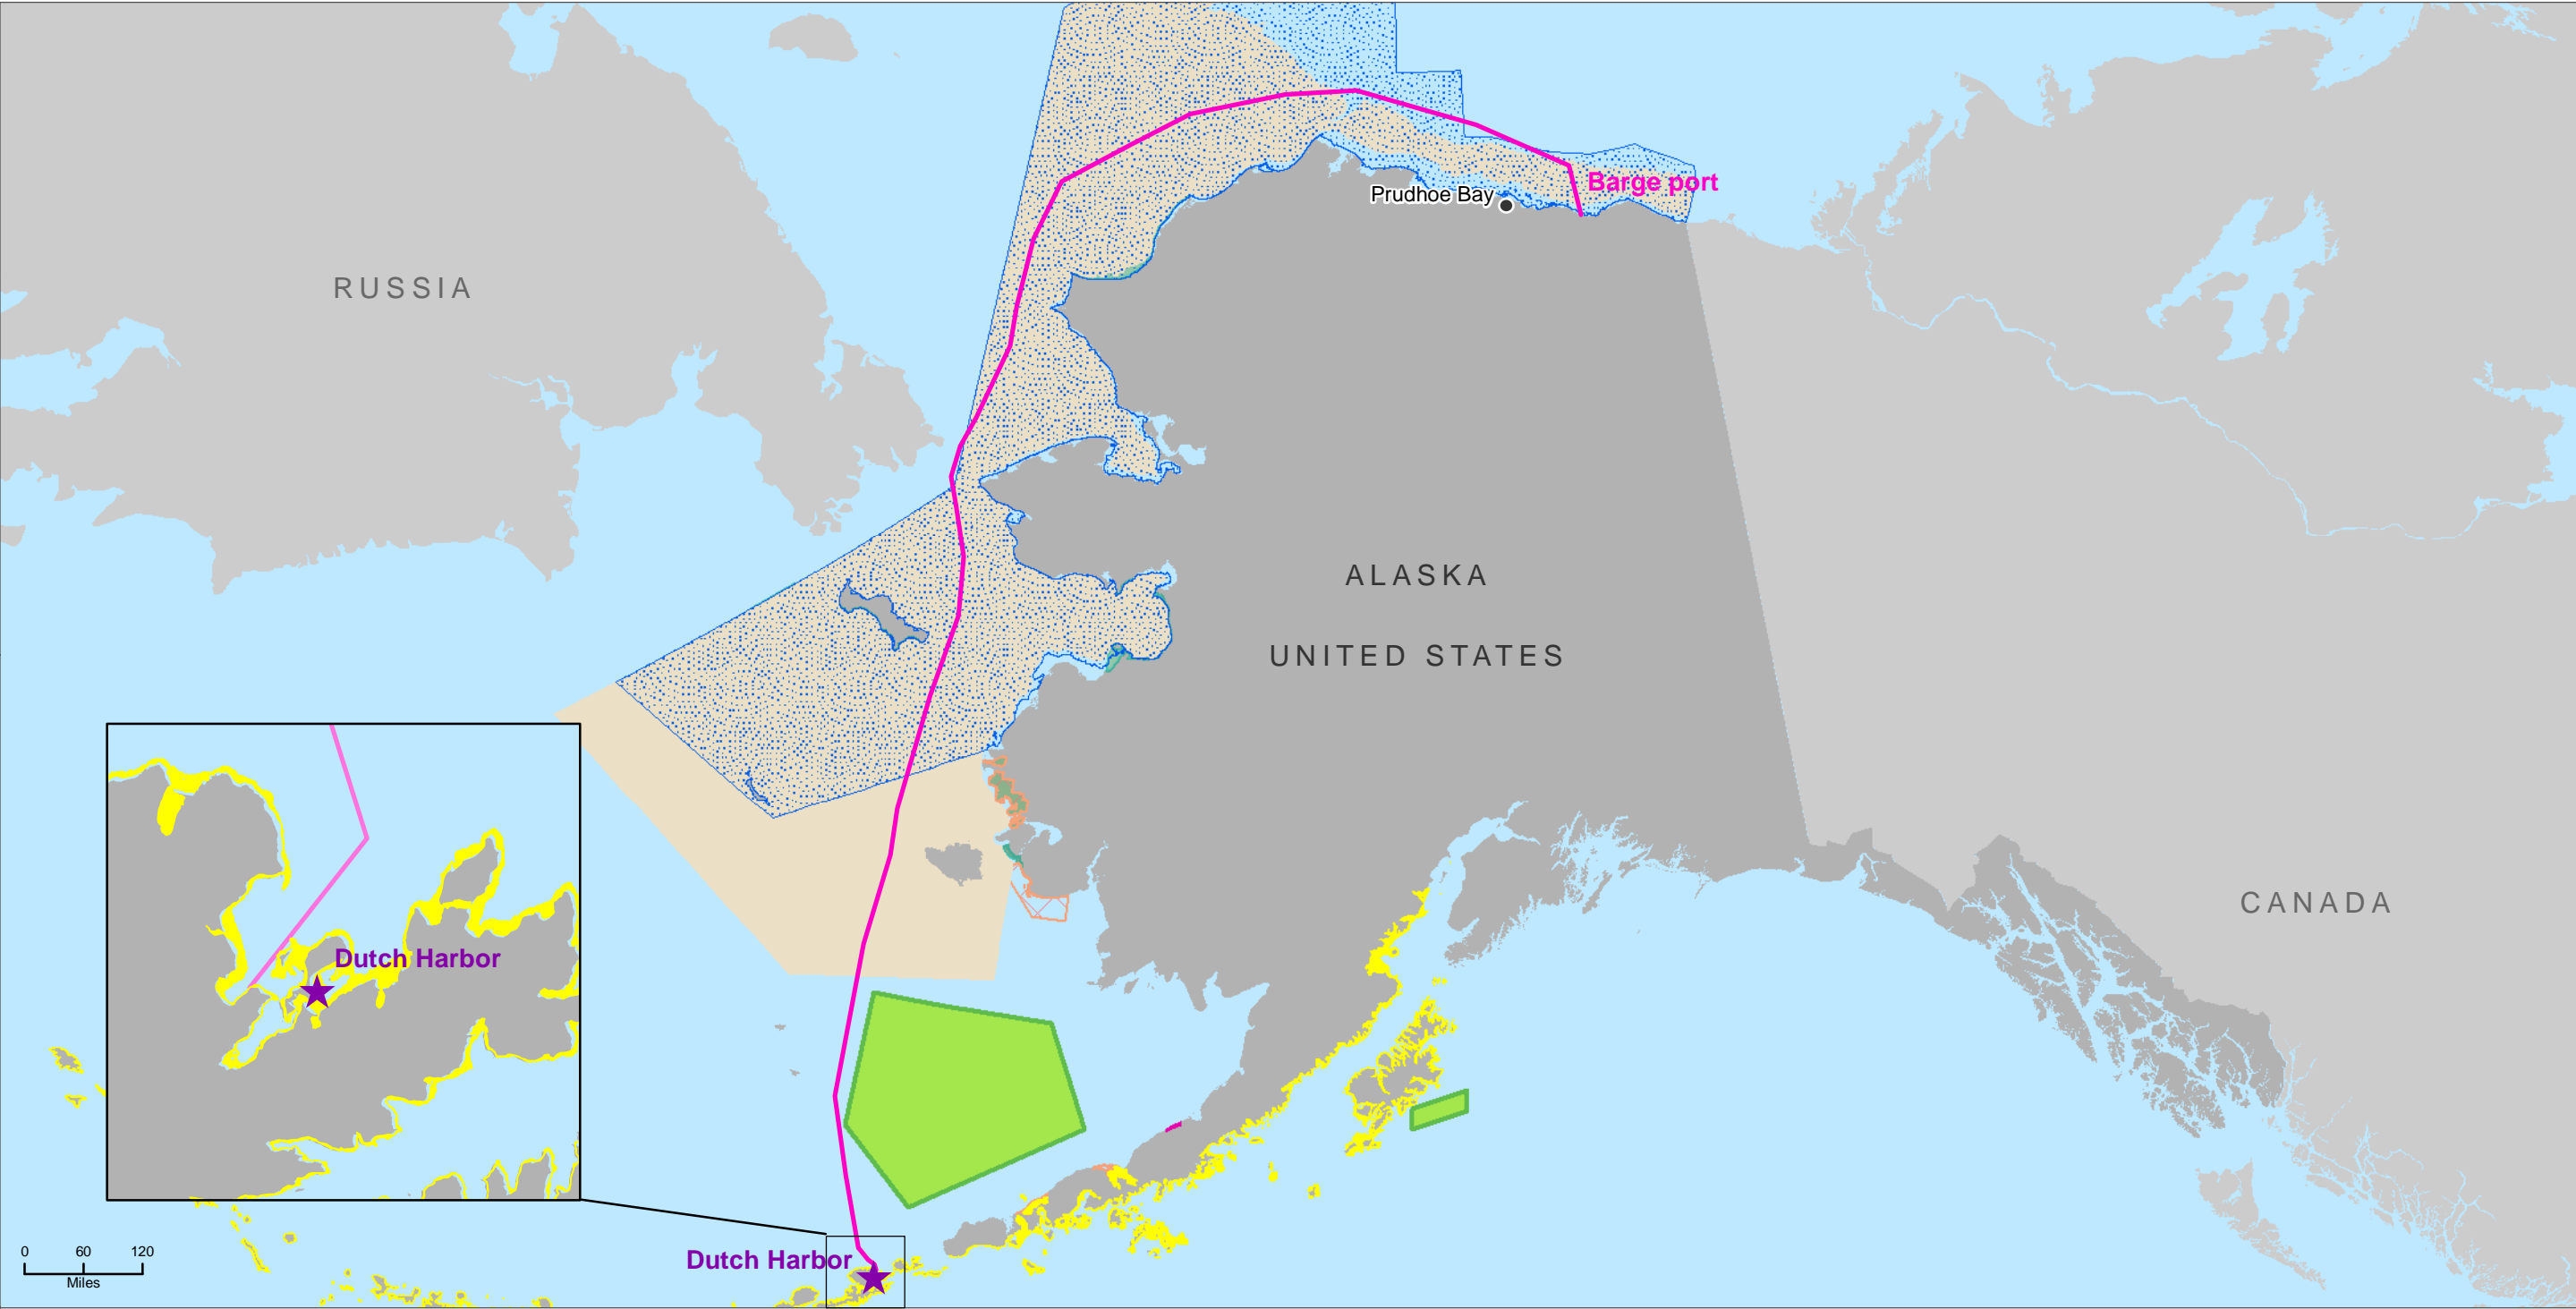 Barge port
Prudhoe Bay
RUSSIA
ALASKA
UNITED STATES
CANADA
Dutch Harbor
Dutch Harbor
0 60 120
Miles